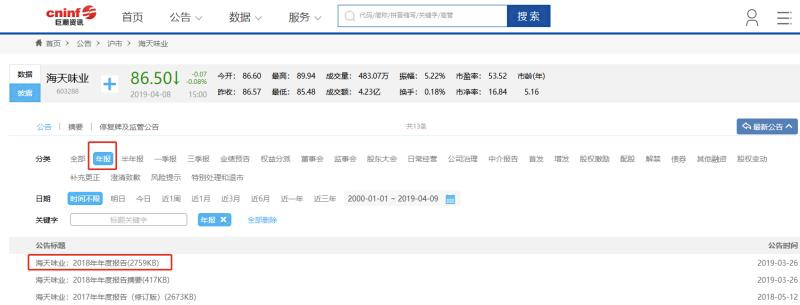 cninf
巨潮资讯
首页 公告 数据 服务 代码/简称/拼音缩写/关键字/监管 搜索
首页 > 公告 > 沪市 > 海天味业
数据 海天味业 86.50↓ -0.07 今开: 86.60 最高: 89.94 成交量: 483.07万 振幅: 5.22% 市盈率: 53.52 市龄(年)
-0.08%
披露 603288 2019-04-08 15:00 昨收: 86.57 最低: 85.48 成交额: 4.23亿 换手: 0.18% 市净率: 16.84 5.16
公告 摘要 停复牌及监管公告 共13条 最新公告
分类 全部 年报 半年报 一季报 三季报 业绩预告 权益分派 董事会 监事会 股东大会 日常经营 公司治理 中介报告 首发 增发 股权激励 配股 解禁 债券 其他融资 股权变动
补充更正 澄清致歉 风险提示 特别处理和退市
日期 时间不限 明日 今日 近1周 近1月 近3月 近6月 近一年 近三年 2000-01-01 ~ 2019-04-09
关键字 标题关键字 年报 × 全部删除
公告标题 公告时间
海天味业：2018年年度报告(2759KB) 2019-03-26
海天味业：2018年年度报告摘要(417KB) 2019-03-26
海天味业：2017年年度报告（修订版）(2673KB) 2018-05-12